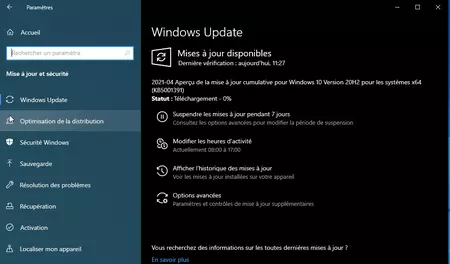 Paramètres
Accueil
Rechercher un paramètre
Mise à jour et sécurité
Windows Update
Optimisation de la distribution
Sécurité Windows
Sauvegarde
Résolution des problèmes
Récupération
Activation
Localiser mon appareil
Windows Update
Mises à jour disponibles
Dernière vérification : aujourd'hui, 11:27
2021-04 Aperçu de la mise à jour cumulative pour Windows 10 Version 20H2 pour les systèmes x64
(KB5001391)
Statut : Téléchargement - 0%
Suspendre les mises à jour pendant 7 jours
Consultez les options avancées pour modifier la période de suspension
Modifier les heures d'activité
Actuellement 08:00 à 17:00
Afficher l'historique des mises à jour
Voir les mises à jour installées sur votre appareil
Options avancées
Paramètres et contrôles de mise à jour supplémentaires
Vous recherchez des informations sur les toutes dernières mises à jour ?
En savoir plus